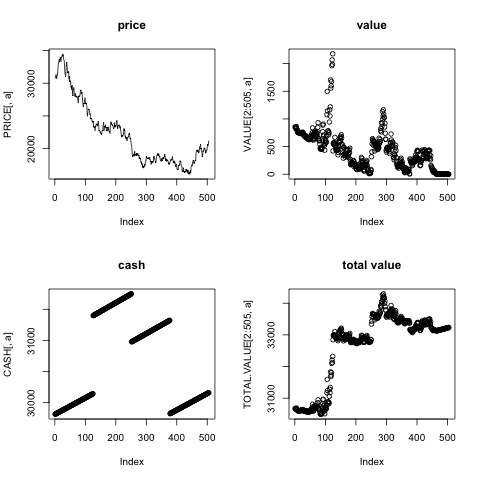 price
PRICE[, a]
20000 30000
0 100 200 300 400 500
Index
value
VALUE[2:505, a]
0 500 1500
0 100 200 300 400 500
Index
cash
CASH[, a]
30000 31000
0 100 200 300 400 500
Index
total value
TOTAL.VALUE[2:505, a]
31000 33000
0 100 200 300 400 500
Index